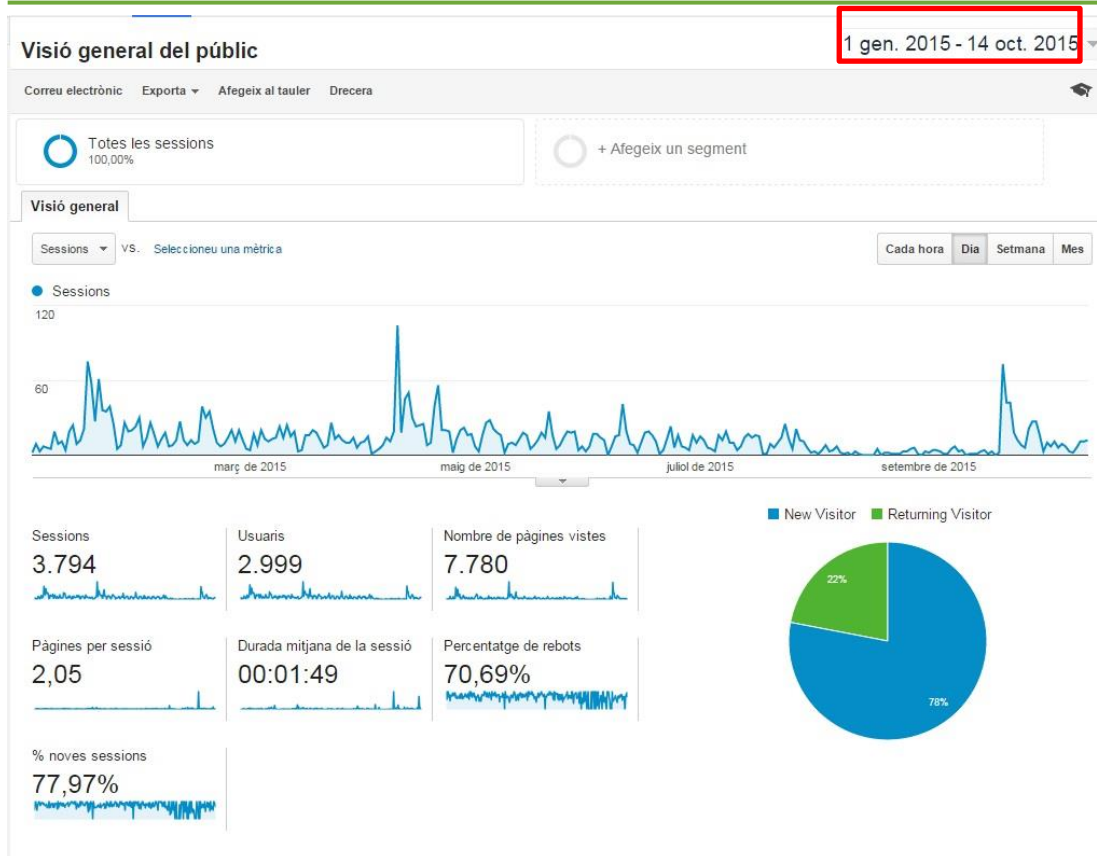 Visió general del públic
1 gen. 2015 - 14 oct. 2015
Correu electrònic Exporta Afegeix al tauler Drecera
Totes les sessions
100,00%
+ Afegeix un segment
Visió general
Sessions VS. Seleccioneu una mètrica
Cada hora Dia Setmana Mes
Sessions
120
60
març de 2015 maig de 2015 juliol de 2015 setembre de 2015
New Visitor Returning Visitor
Sessions Usuaris Nombre de pàgines vistes
3.794 2.999 7.780
22%
Pàgines per sessió Durada mitjana de la sessió Percentatge de rebots
2,05 00:01:49 70,69%
78%
% noves sessions
77,97%